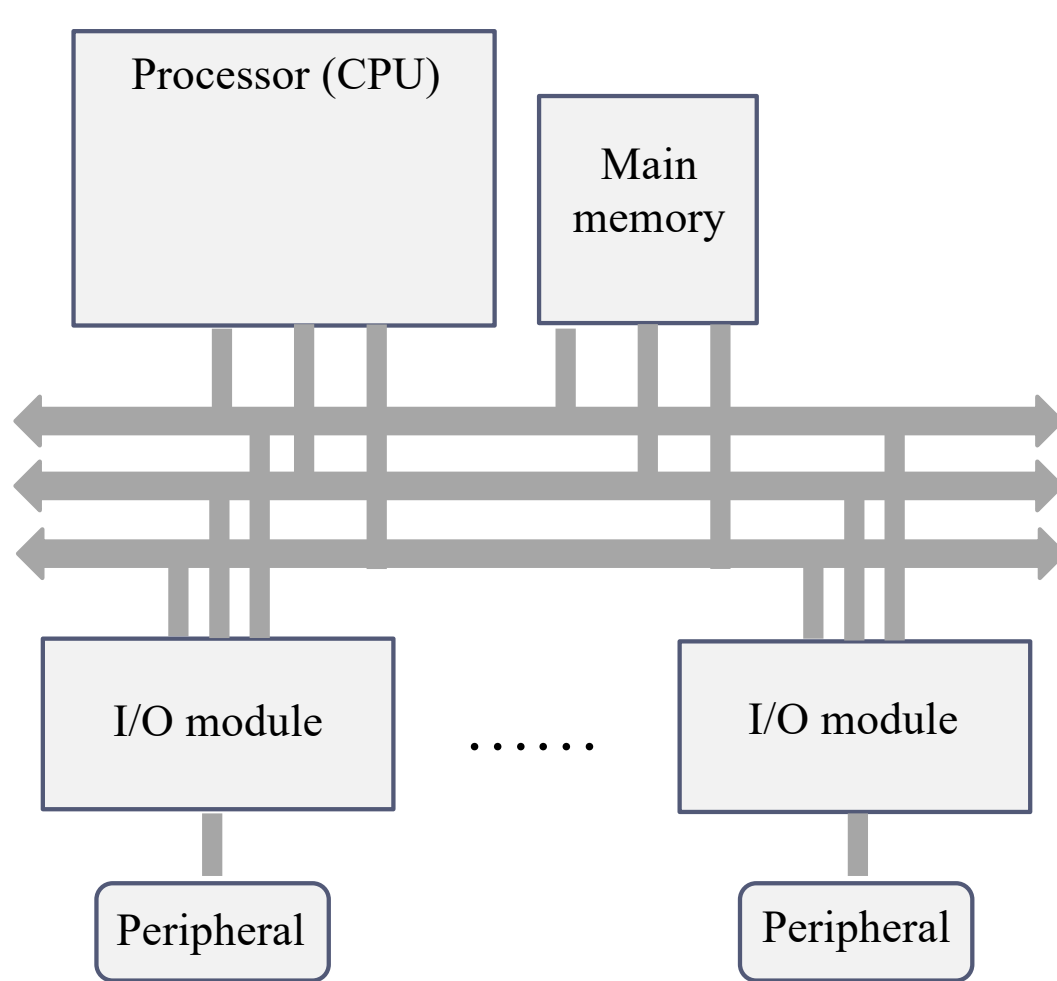 Processor (CPU)
Main
memory
I/O module
......
I/O module
Peripheral
Peripheral